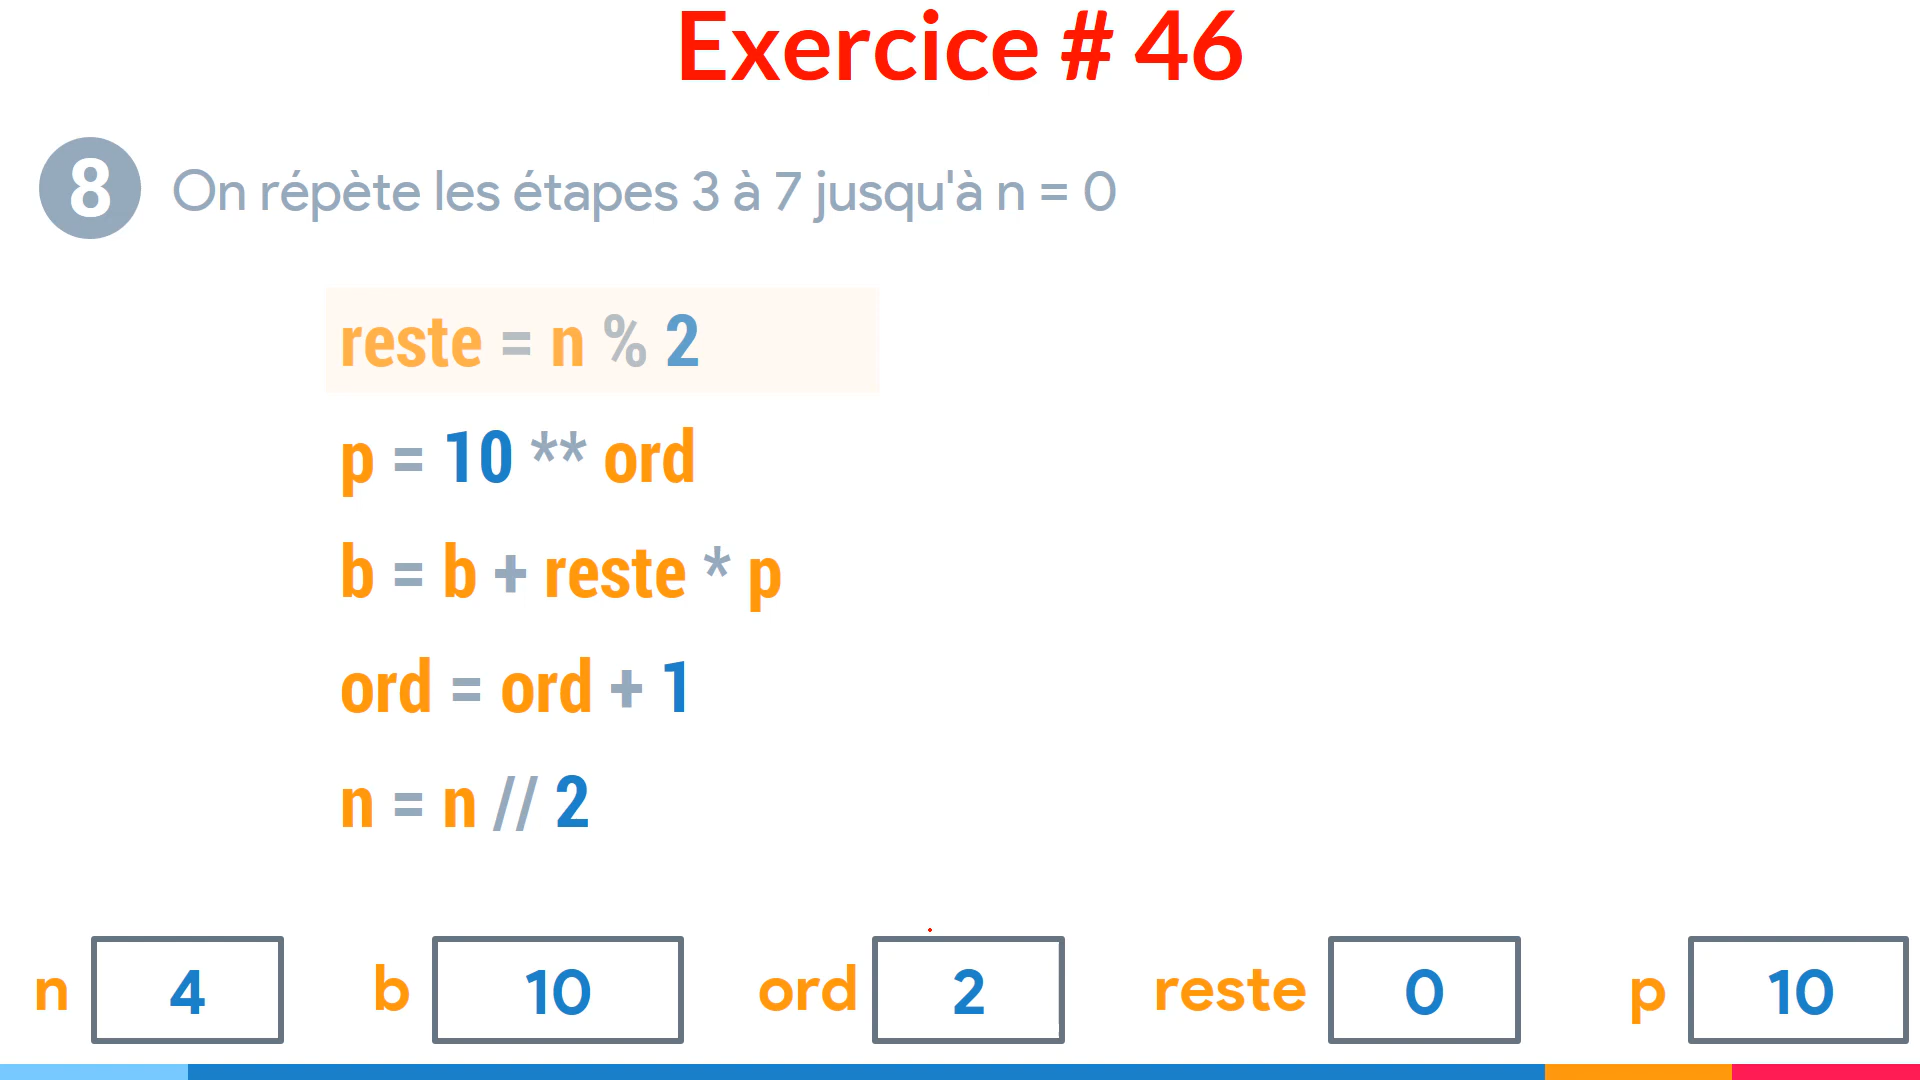 Exercice # 46
8 On répète les étapes 3 à 7 jusqu'à n = 0
reste = n % 2
p = 10 ** ord
b = b + reste * p
ord = ord + 1
n = n // 2
n 4 b 10 ord 2 reste 0 p 10